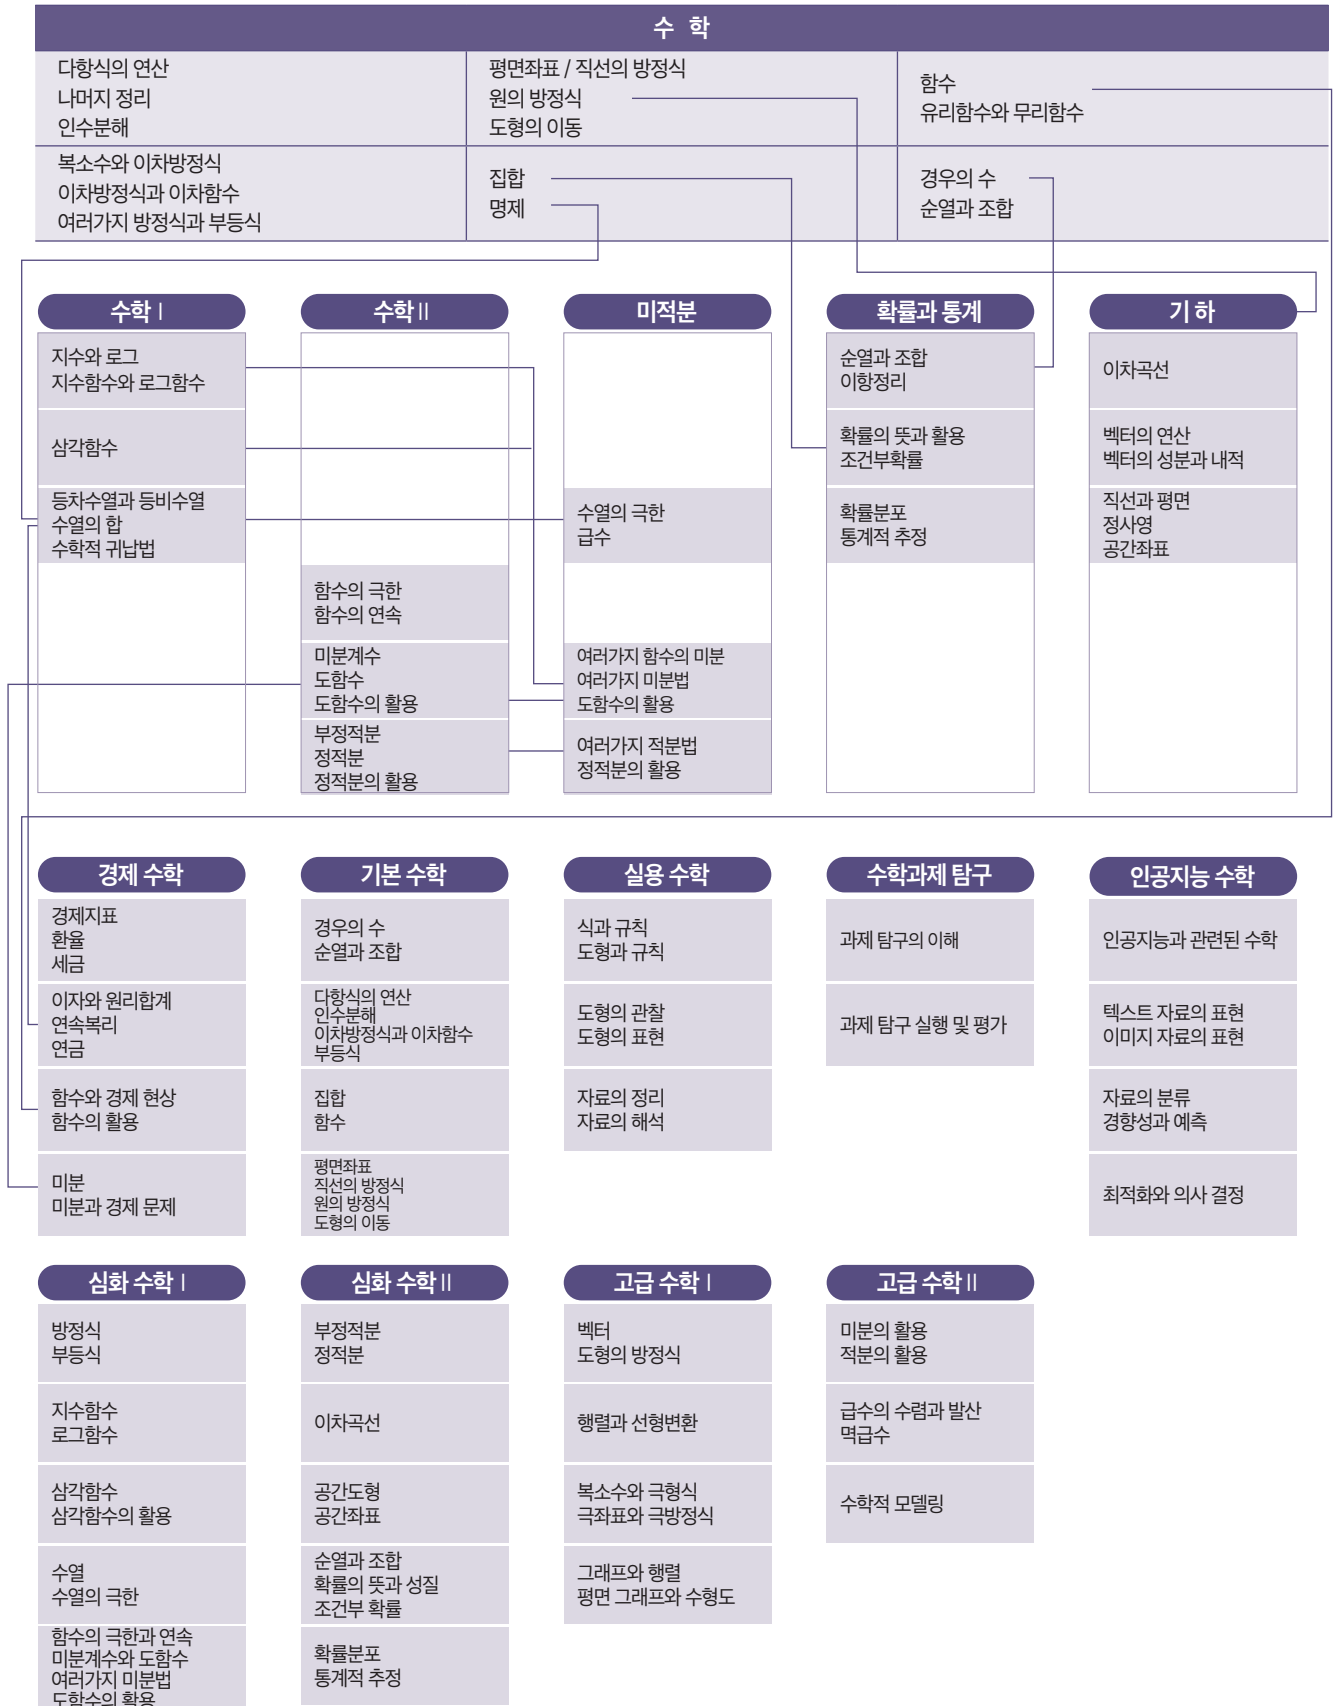 수 학
다항식의 연산
나머지 정리
인수분해
평면좌표 / 직선의 방정식
원의 방정식
도형의 이동
함수
유리함수와 무리함수
복소수와 이차방정식
이차방정식과 이차함수
여러가지 방정식과 부등식
집합
명제
경우의 수
순열과 조합
수학Ⅰ
지수와 로그
지수함수와 로그함수
삼각함수
등차수열과 등비수열
수열의 합
수학적 귀납법
수학Ⅱ
함수의 극한
함수의 연속
미분계수
도함수
도함수의 활용
부정적분
정적분
정적분의 활용
미적분
수열의 극한
급수
여러가지 함수의 미분
여러가지 미분법
도함수의 활용
여러가지 적분법
정적분의 활용
확률과 통계
순열과 조합
이항정리
확률의 뜻과 활용
조건부확률
확률분포
통계적 추정
기 하
이차곡선
벡터의 연산
벡터의 성분과 내적
직선과 평면
정사영
공간좌표
경제 수학
경제지표
환율
세금
이자와 원리합계
연속복리
연금
함수와 경제 현상
함수의 활용
미분
미분과 경제 문제
기본 수학
경우의 수
순열과 조합
다항식의 연산
인수분해
이차방정식과 이차함수
부등식
집합
함수
평면좌표
직선의 방정식
원의 방정식
도형의 이동
실용 수학
식과 규칙
도형과 규칙
도형의 관찰
도형의 표현
자료의 정리
자료의 해석
수학과제 탐구
과제 탐구의 이해
과제 탐구 실행 및 평가
인공지능 수학
인공지능과 관련된 수학
텍스트 자료의 표현
이미지 자료의 표현
자료의 분류
경향성과 예측
최적화와 의사 결정
심화 수학Ⅰ
방정식
부등식
지수함수
로그함수
삼각함수
삼각함수의 활용
수열
수열의 극한
함수의 극한과 연속
미분계수와 도함수
여러가지 미분법
도함수의 활용
심화 수학Ⅱ
부정적분
정적분
이차곡선
공간도형
공간좌표
순열과 조합
확률의 뜻과 성질
조건부 확률
확률분포
통계적 추정
고급 수학Ⅰ
벡터
도형의 방정식
행렬과 선형변환
복소수와 극형식
극좌표와 극방정식
그래프와 행렬
평면 그래프와 수형도
고급 수학Ⅱ
미분의 활용
적분의 활용
급수의 수렴과 발산
멱급수
수학적 모델링